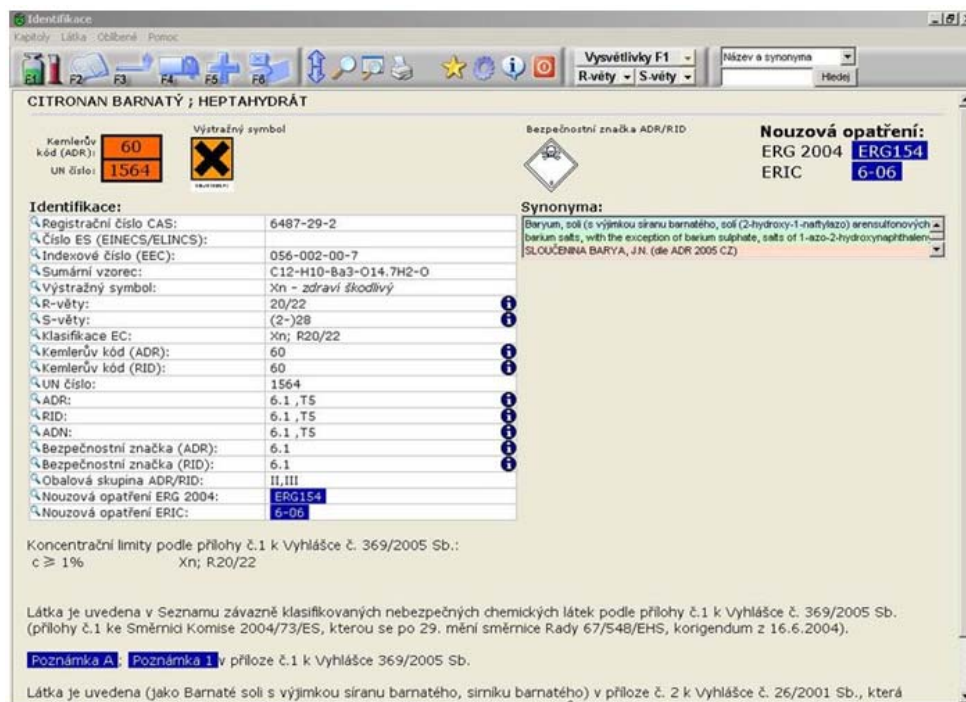 Identifikace
Kapitoly Látka Oblíbené Pomoc
F1 F2 F3 F4 F5 F6
Vysvětlivky F1
R-věty S-věty
Název a synonyma
Hledej
CITRONAN BARNATÝ ; HEPTAHYDRÁT
Kemlerův kód (ADR): 60
UN číslo: 1564
Výstražný symbol
Bezpečnostní značka ADR/RID
Nouzová opatření:
ERG 2004 ERG154
ERIC 6-06
Identifikace:
Registrační číslo CAS: 6487-29-2
Číslo ES (EINECS/ELINCS):
Indexové číslo (EEC): 056-002-00-7
Sumární vzorec: C12-H10-Ba3-O14.7H2-O
Výstražný symbol: Xn - zdraví škodlivý
R-věty: 20/22
S-věty: (2-)28
Klasifikace EC: Xn; R20/22
Kemlerův kód (ADR): 60
Kemlerův kód (RID): 60
UN číslo: 1564
ADR: 6.1 ,T5
RID: 6.1 ,T5
ADN: 6.1 ,T5
Bezpečnostní značka (ADR): 6.1
Bezpečnostní značka (RID): 6.1
Obalová skupina ADR/RID: II,III
Nouzová opatření ERG 2004: ERG154
Nouzová opatření ERIC: 6-06
Synonyma:
Baryum, soli (s výjimkou síranu barnatého, solí (2-hydroxy-1-naftylazo) arensulfonových
barium salts, with the exception of barium sulphate, salts of 1-azo-2-hydroxynaphthalen
SLOUČENINA BARYA, J.N. (dle ADR 2005 CZ)
Koncentrační limity podle přílohy č.1 k Vyhlášce č. 369/2005 Sb.:
c ≥ 1% Xn; R20/22
Látka je uvedena v Seznamu závazně klasifikovaných nebezpečných chemických látek podle přílohy č.1 k Vyhlášce č. 369/2005 Sb.
(přílohy č.1 ke Směrnici Komise 2004/73/ES, kterou se po 29. mění směrnice Rady 67/548/EHS, korigendum z 16.6.2004).
Poznámka A; Poznámka 1 v příloze č.1 k Vyhlášce 369/2005 Sb.
Látka je uvedena (jako Barnaté soli s výjimkou síranu barnatého, sirníku barnatého) v příloze č. 2 k Vyhlášce č. 26/2001 Sb., která